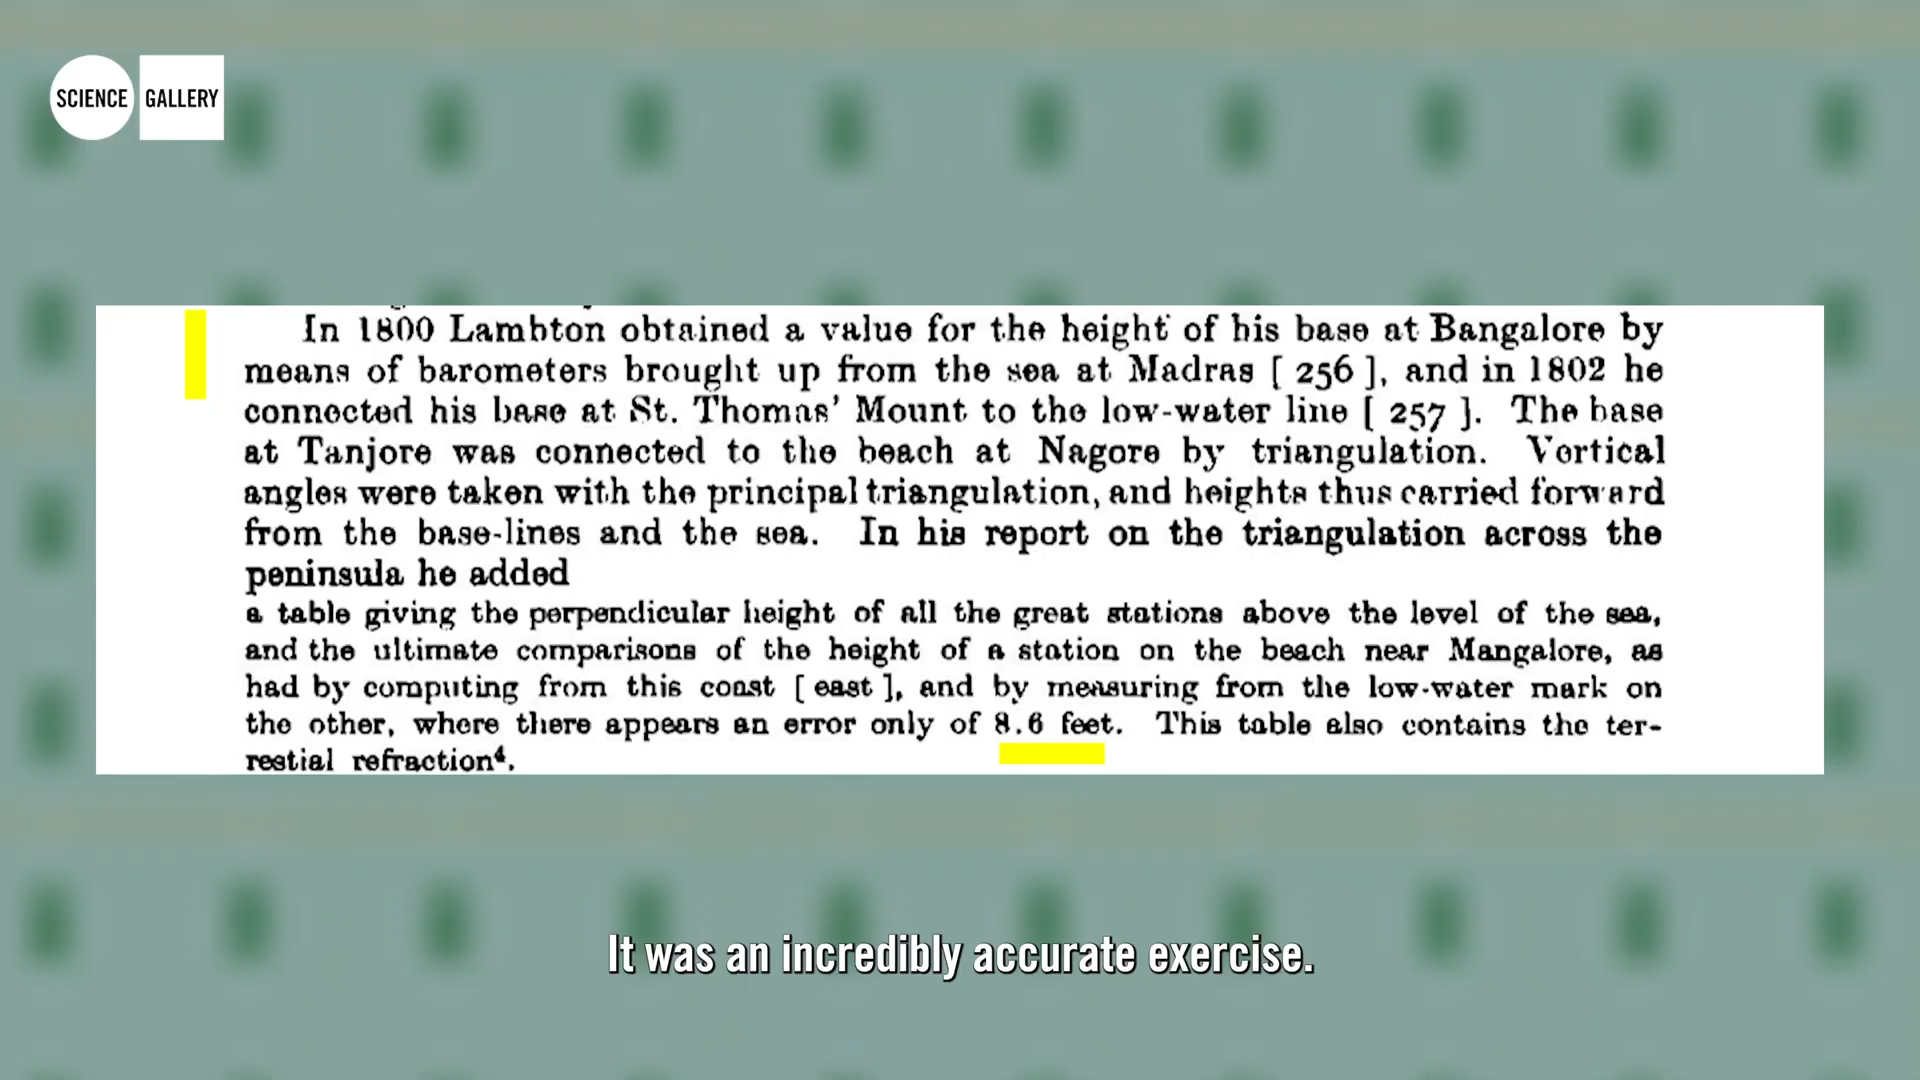 SCIENCE GALLERY
In 1800 Lambton obtained a value for the height of his base at Bangalore by
means of barometers brought up from the sea at Madras [ 256 ], and in 1802 he
connected his base at St. Thomas' Mount to the low-water line [ 257 ]. The base
at Tanjore was connected to the beach at Nagore by triangulation. Vertical
angles were taken with the principal triangulation, and heights thus carried forward
from the base-lines and the sea. In his report on the triangulation across the
peninsula he added
a table giving the perpendicular height of all the great stations above the level of the sea,
and the ultimate comparisons of the height of a station on the beach near Mangalore, as
had by computing from this coast [ east ], and by measuring from the low-water mark on
the other, where there appears an error only of 8.6 feet. This table also contains the ter-
restial refraction⁴.
It was an incredibly accurate exercise.